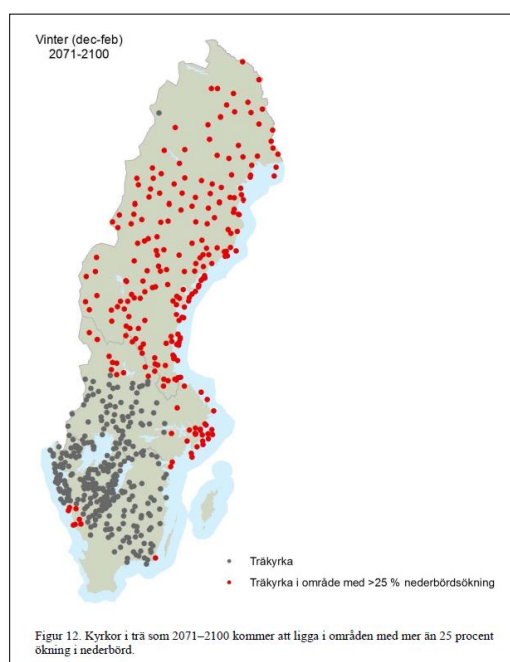 Vinter (dec-feb)
2071-2100
Träkyrka
Träkyrka i område med >25 % nederbördsökning
Figur 12. Kyrkor i trä som 2071–2100 kommer att ligga i områden med mer än 25 procent
ökning i nederbörd.